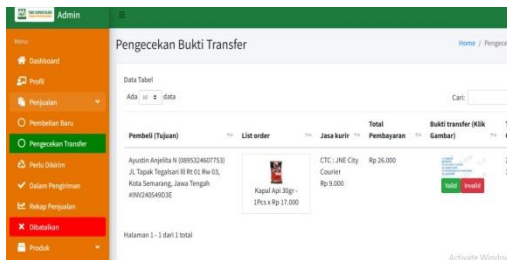 Admin
Menu
Dashboard
Profil
Penjualan
Pembelian Baru
Pengecekan Transfer
Perlu Dikirim
Dalam Pengiriman
Rekap Penjualan
Dibatalkan
Produk
Pengecekan Bukti Transfer
Home / Pengece
Data Tabel
Ada 10 data
Cari:
Pembeli (Tujuan)
List order
Jasa kurir
Total Pembayaran
Bukti transfer (Klik Gambar)
Ayustin Anjelita N (0895324607753)
JL Tapak Tegalsari III Rt 01 Rw 03,
Kota Semarang, Jawa Tengah
#INV240549D3E
Kapal Api 30gr -
1Pcs x Rp 17.000
CTC : JNE City
Courier
Rp 9.000
Rp 26.000
Valid Invalid
Halaman 1 - 1 dari 1 total
Activate Window